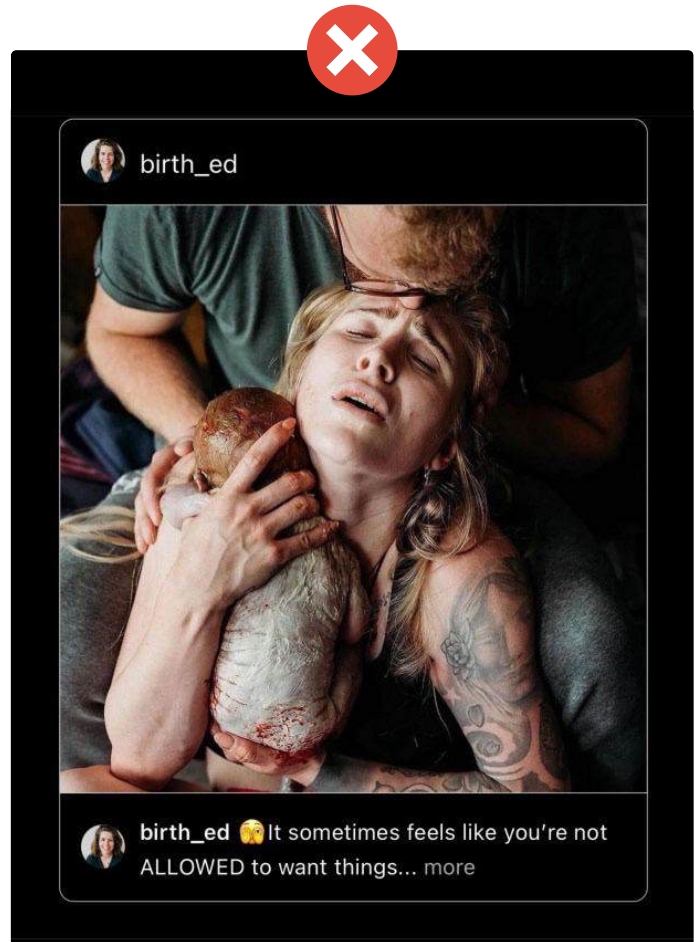 birth_ed
birth_ed 🫣It sometimes feels like you’re not
ALLOWED to want things... more